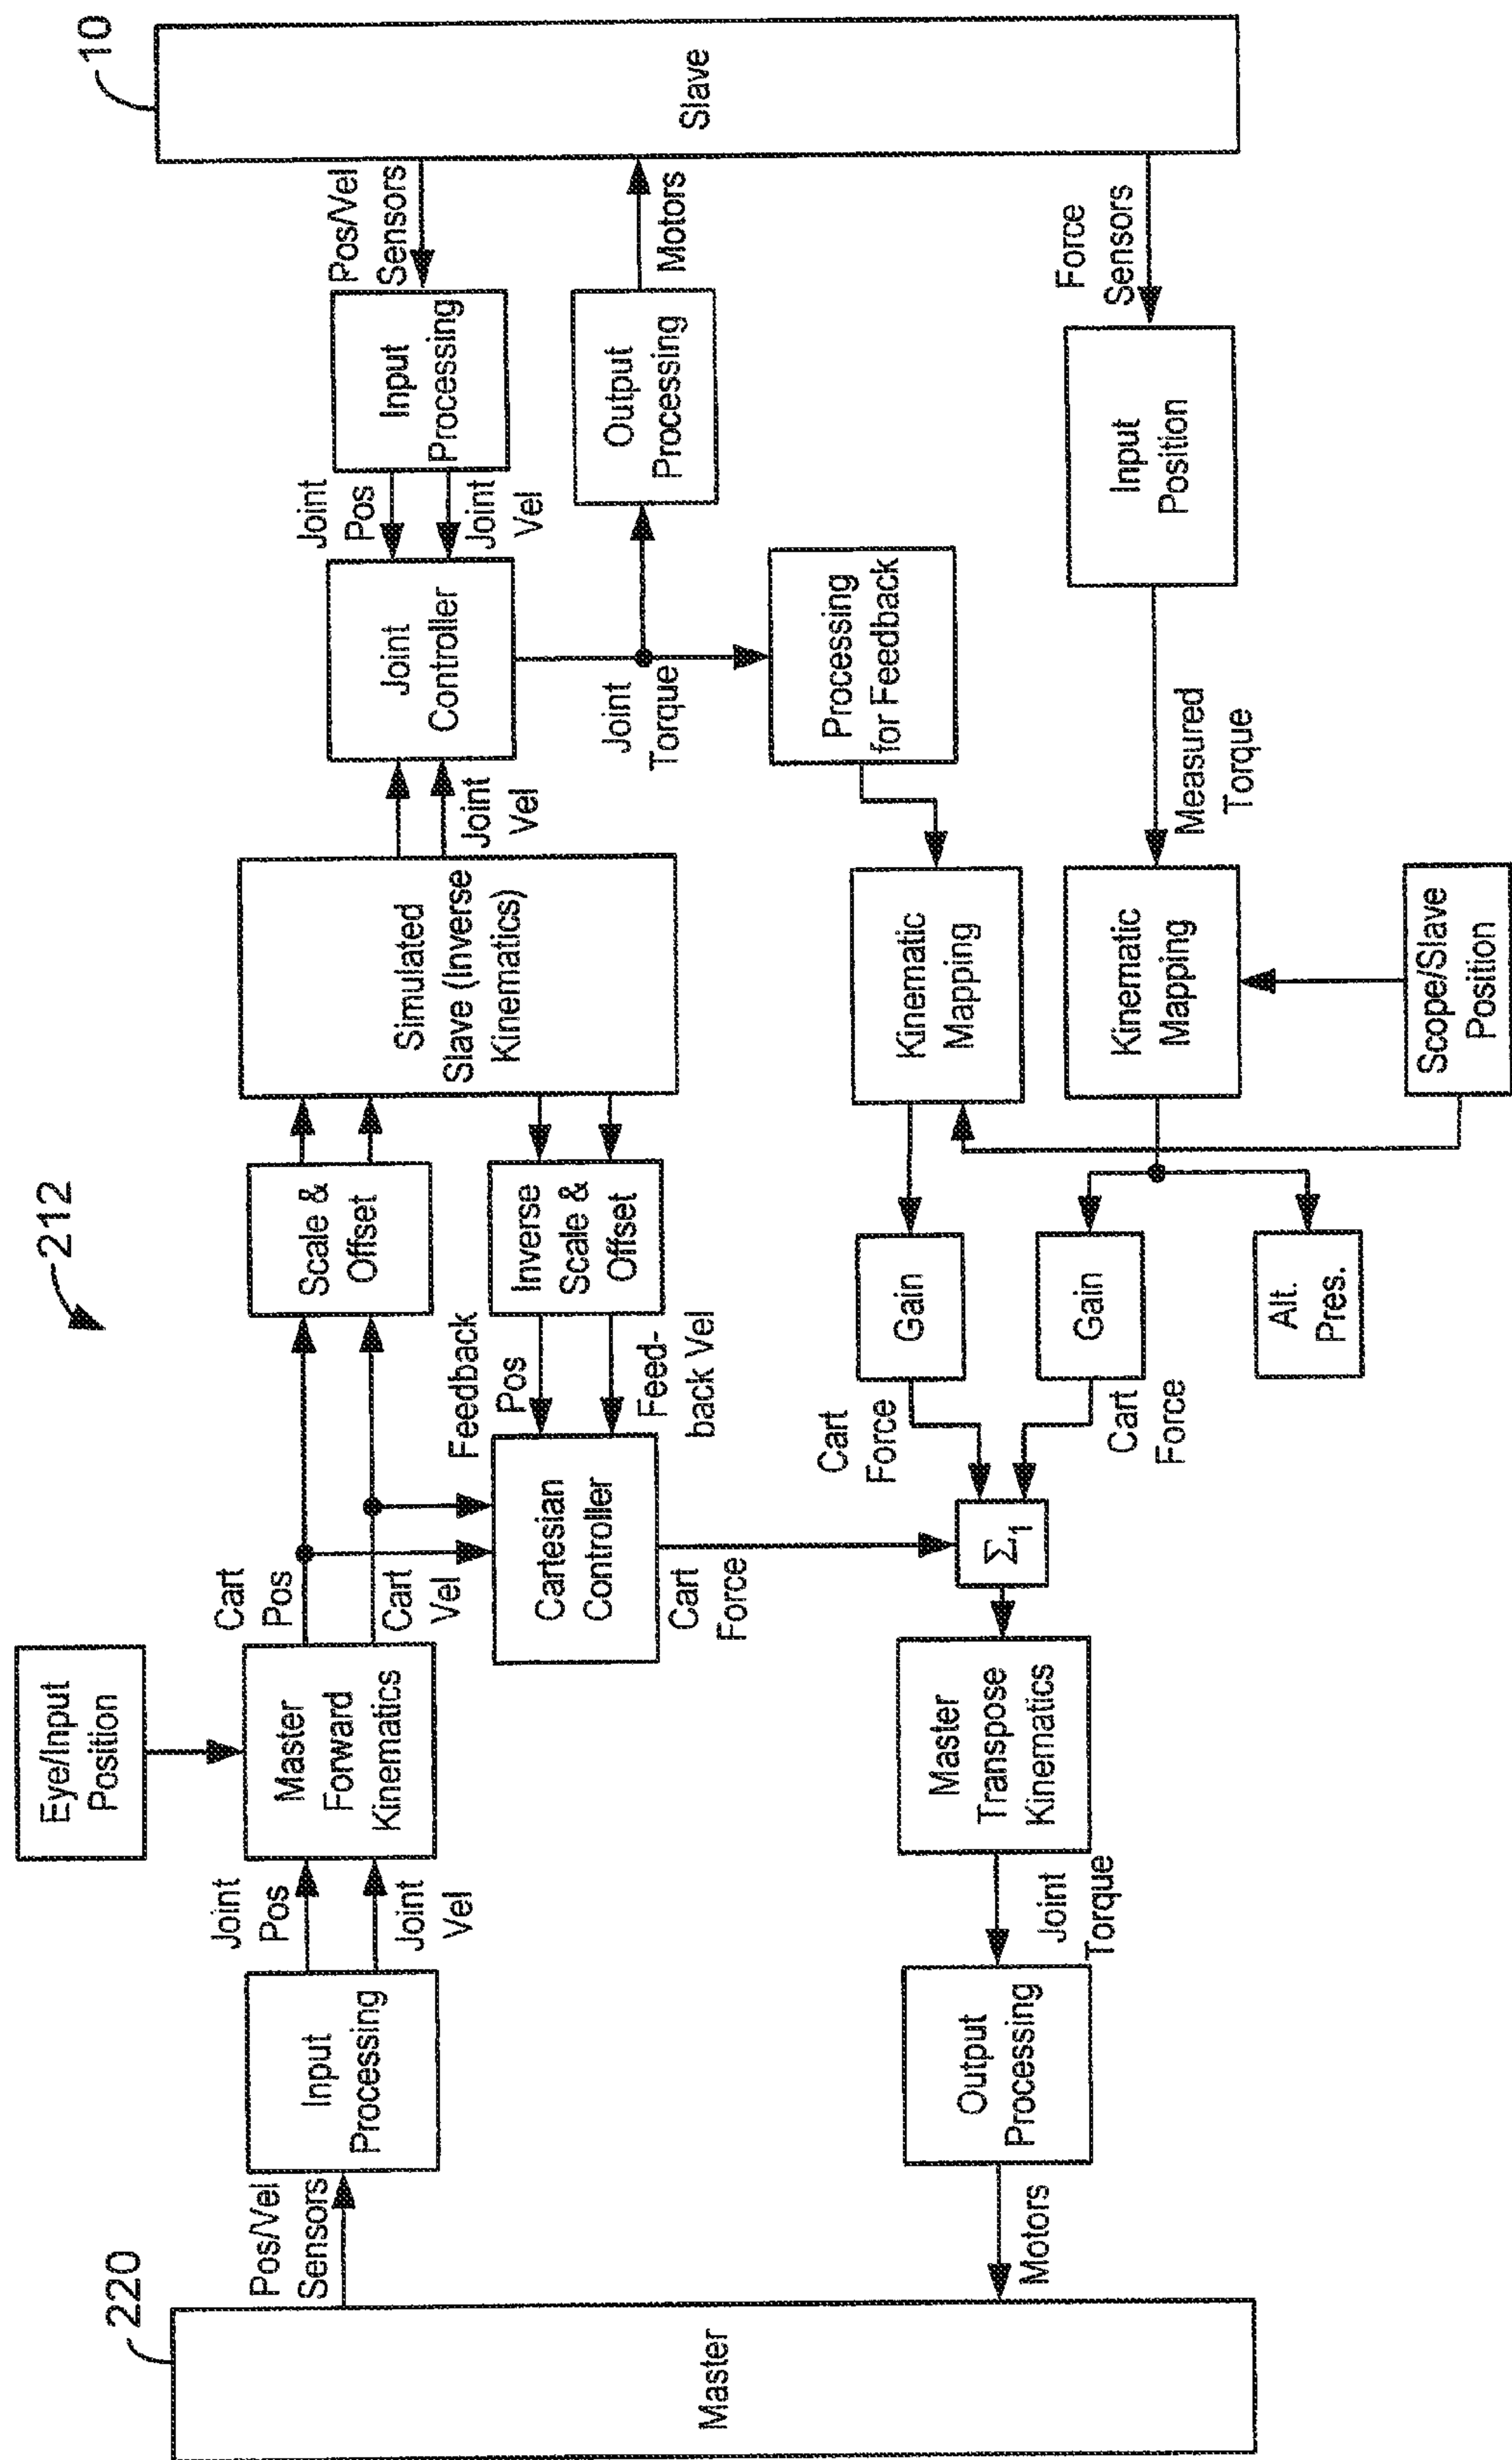 212
220
10
Master
Pos/Vel
Sensors
Input
Processing
Joint
Pos
Joint
Vel
Eye/Input
Position
Master
Forward
Kinematics
Cart
Pos
Cart
Vel
Scale &
Offset
Cartesian
Controller
Feedback
Pos
Feed-
back Vel
Inverse
Scale &
Offset
Cart
Force
Simulated
Slave (Inverse
Kinematics)
Joint
Vel
Joint
Controller
Joint
Pos
Joint
Vel
Input
Processing
Pos/Vel
Sensors
Slave
Joint
Torque
Output
Processing
Motors
Processing
for Feedback
Kinematic
Mapping
Gain
Cart
Force
Force
Sensors
Input
Position
Measured
Torque
Kinematic
Mapping
Scope/Slave
Position
Gain
Cart
Force
Alt.
Pres.
Σ1
Master
Transpose
Kinematics
Joint
Torque
Output
Processing
Motors